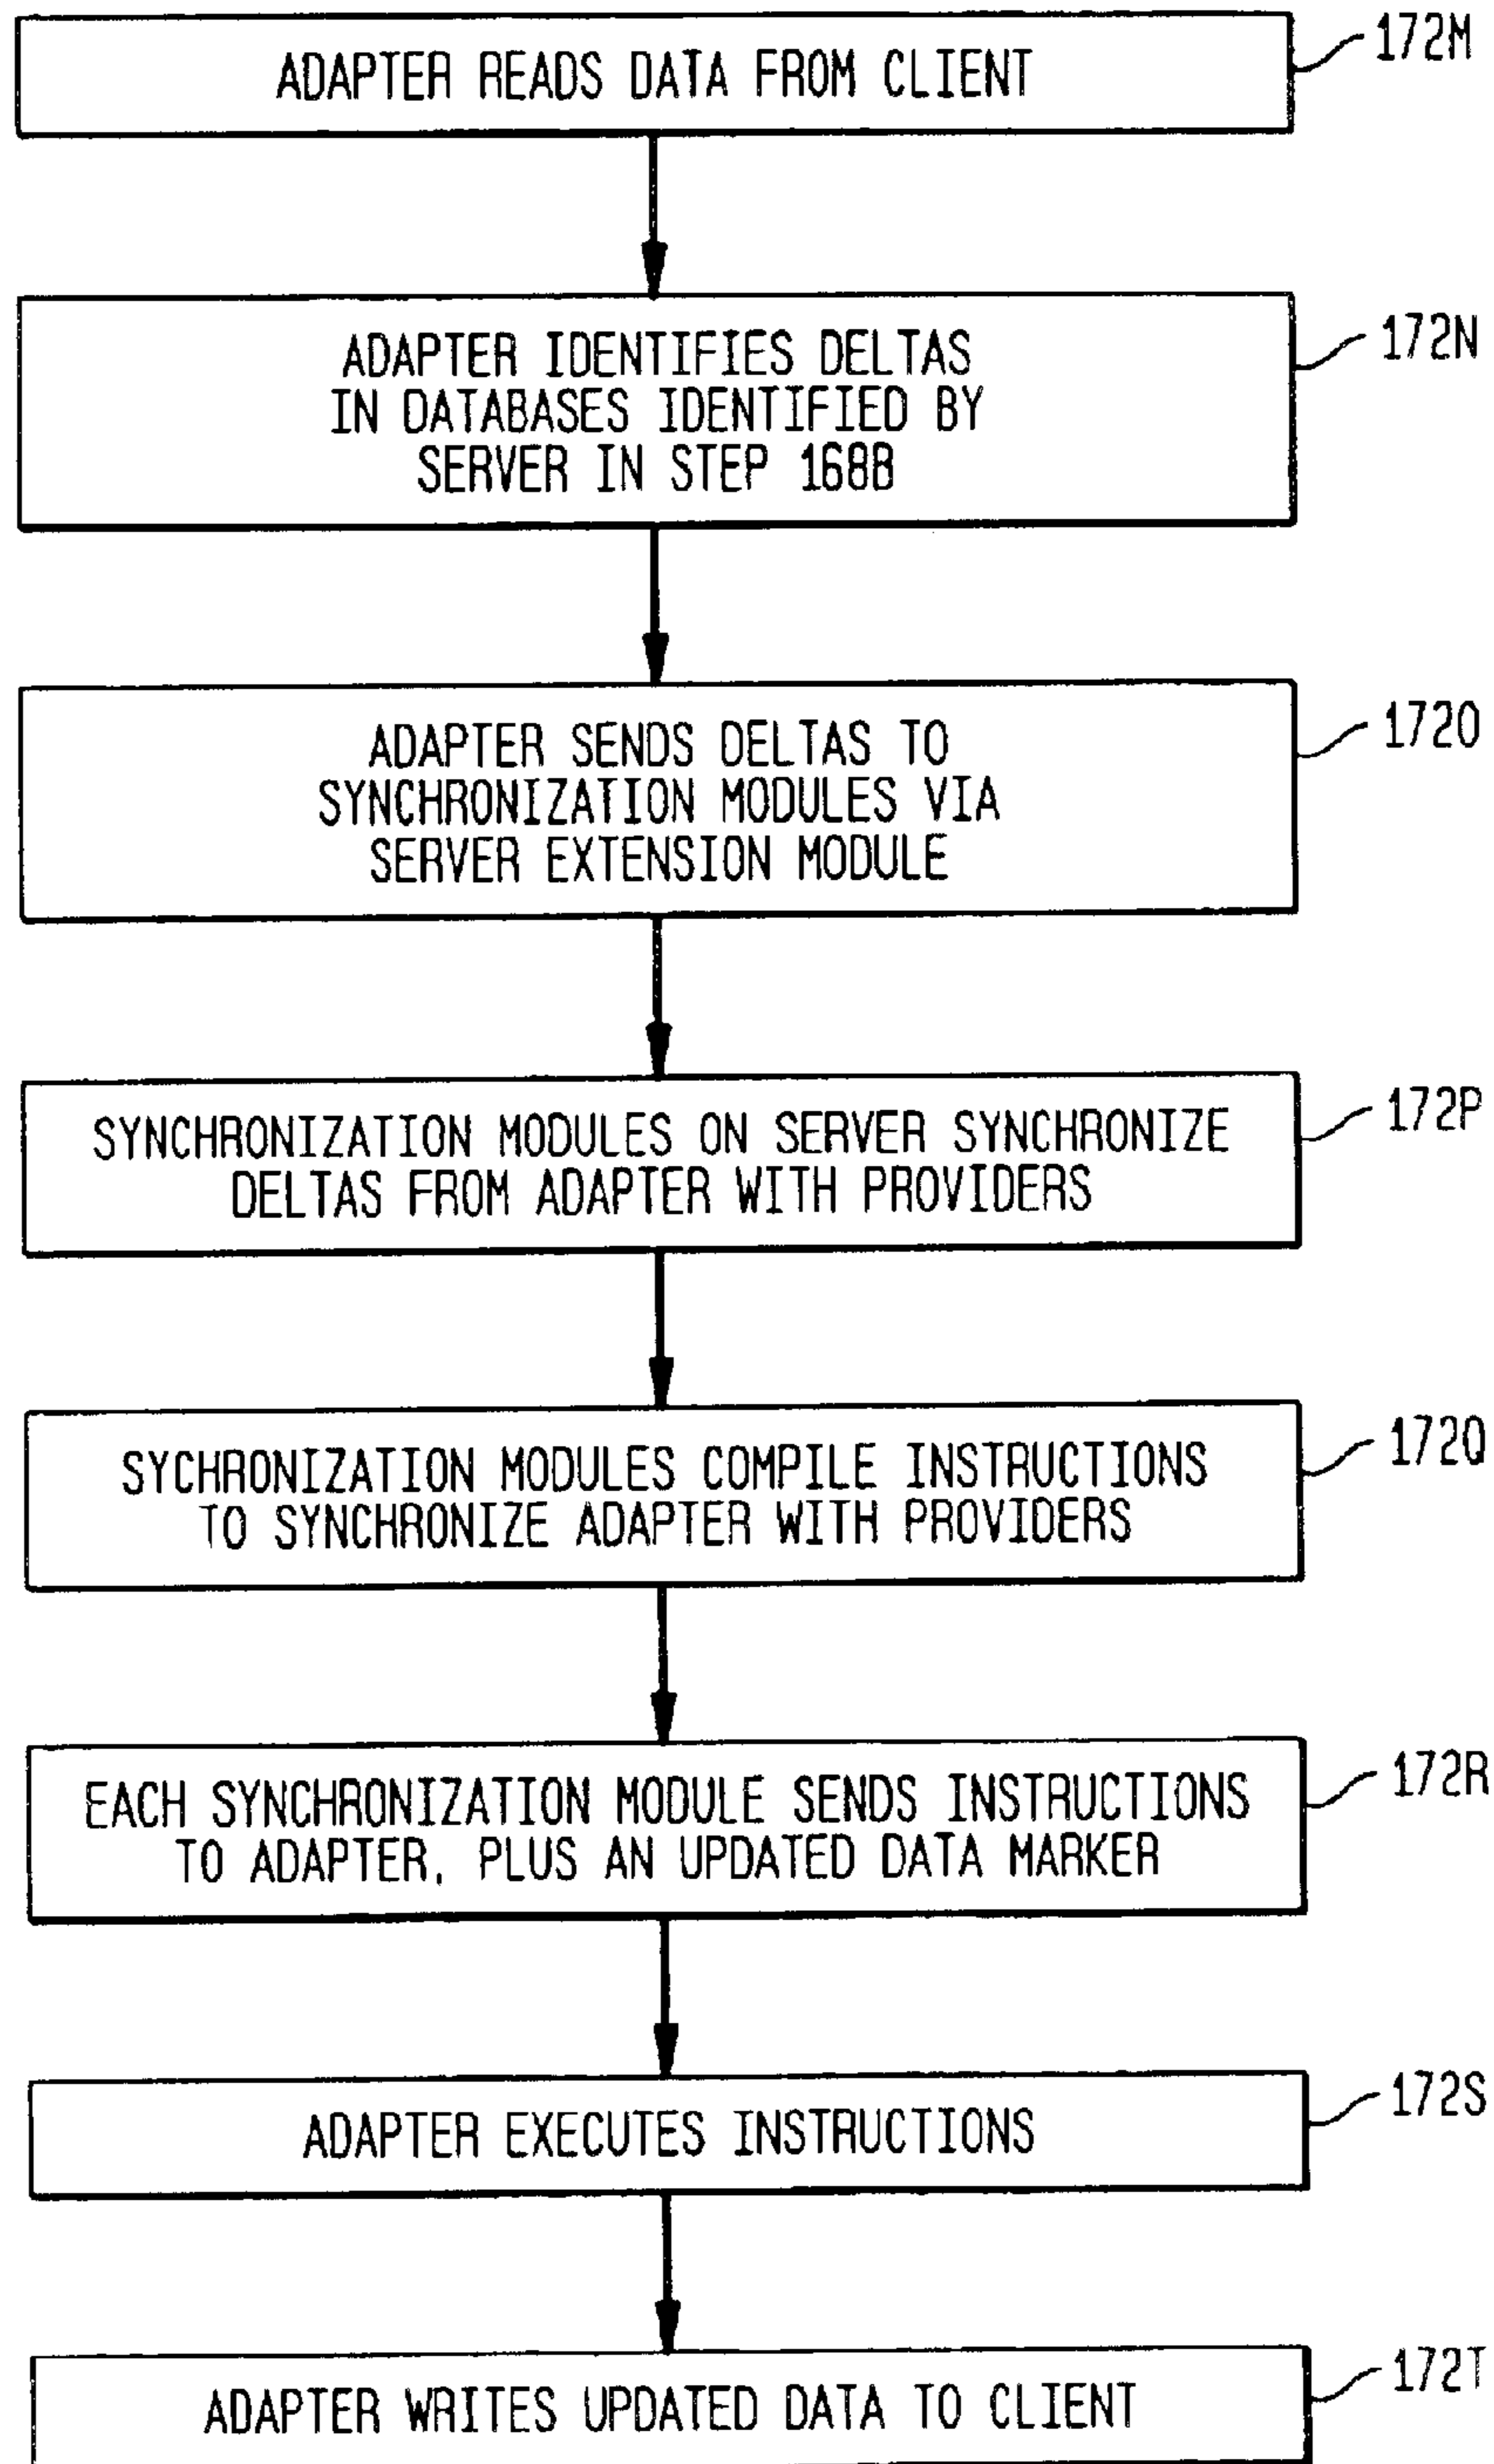 ADAPTER READS DATA FROM CLIENT
172M
ADAPTER IDENTIFIES DELTAS
IN DATABASES IDENTIFIED BY
SERVER IN STEP 168B
172N
ADAPTER SENDS DELTAS TO
SYNCHRONIZATION MODULES VIA
SERVER EXTENSION MODULE
172O
SYNCHRONIZATION MODULES ON SERVER SYNCHRONIZE
DELTAS FROM ADAPTER WITH PROVIDERS
172P
SYCHRONIZATION MODULES COMPILE INSTRUCTIONS
TO SYNCHRONIZE ADAPTER WITH PROVIDERS
172Q
EACH SYNCHRONIZATION MODULE SENDS INSTRUCTIONS
TO ADAPTER, PLUS AN UPDATED DATA MARKER
172R
ADAPTER EXECUTES INSTRUCTIONS
172S
ADAPTER WRITES UPDATED DATA TO CLIENT
172T